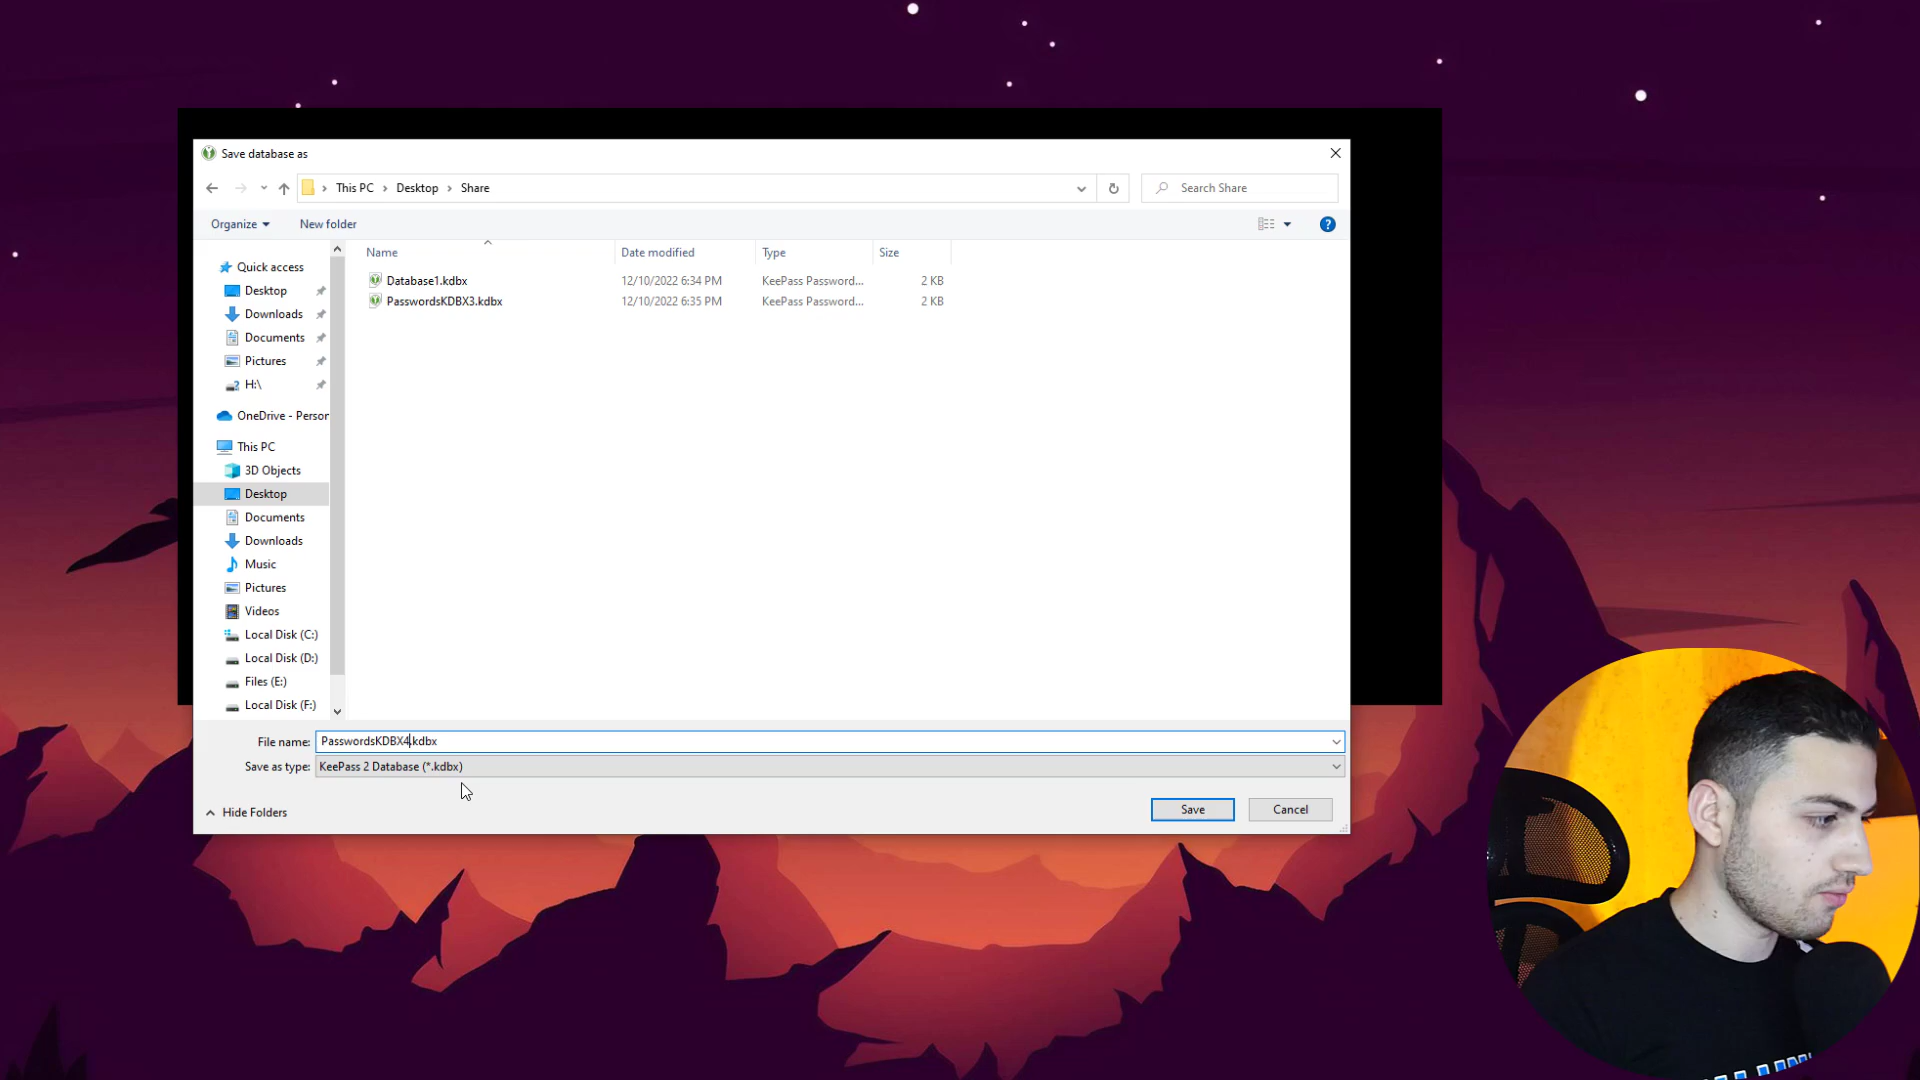 Save database as
This PC > Desktop > Share
Search Share
Organize
New folder
Name
Date modified
Type
Size
Database1.kdbx
12/10/2022 6:34 PM
KeePass Password...
2 KB
PasswordsKDBX3.kdbx
12/10/2022 6:35 PM
KeePass Password...
2 KB
Quick access
Desktop
Downloads
Documents
Pictures
H:\
OneDrive - Person
This PC
3D Objects
Desktop
Documents
Downloads
Music
Pictures
Videos
Local Disk (C:)
Local Disk (D:)
Files (E:)
Local Disk (F:)
File name: PasswordsKDBX4.kdbx
Save as type: KeePass 2 Database (*.kdbx)
Hide Folders
Save
Cancel